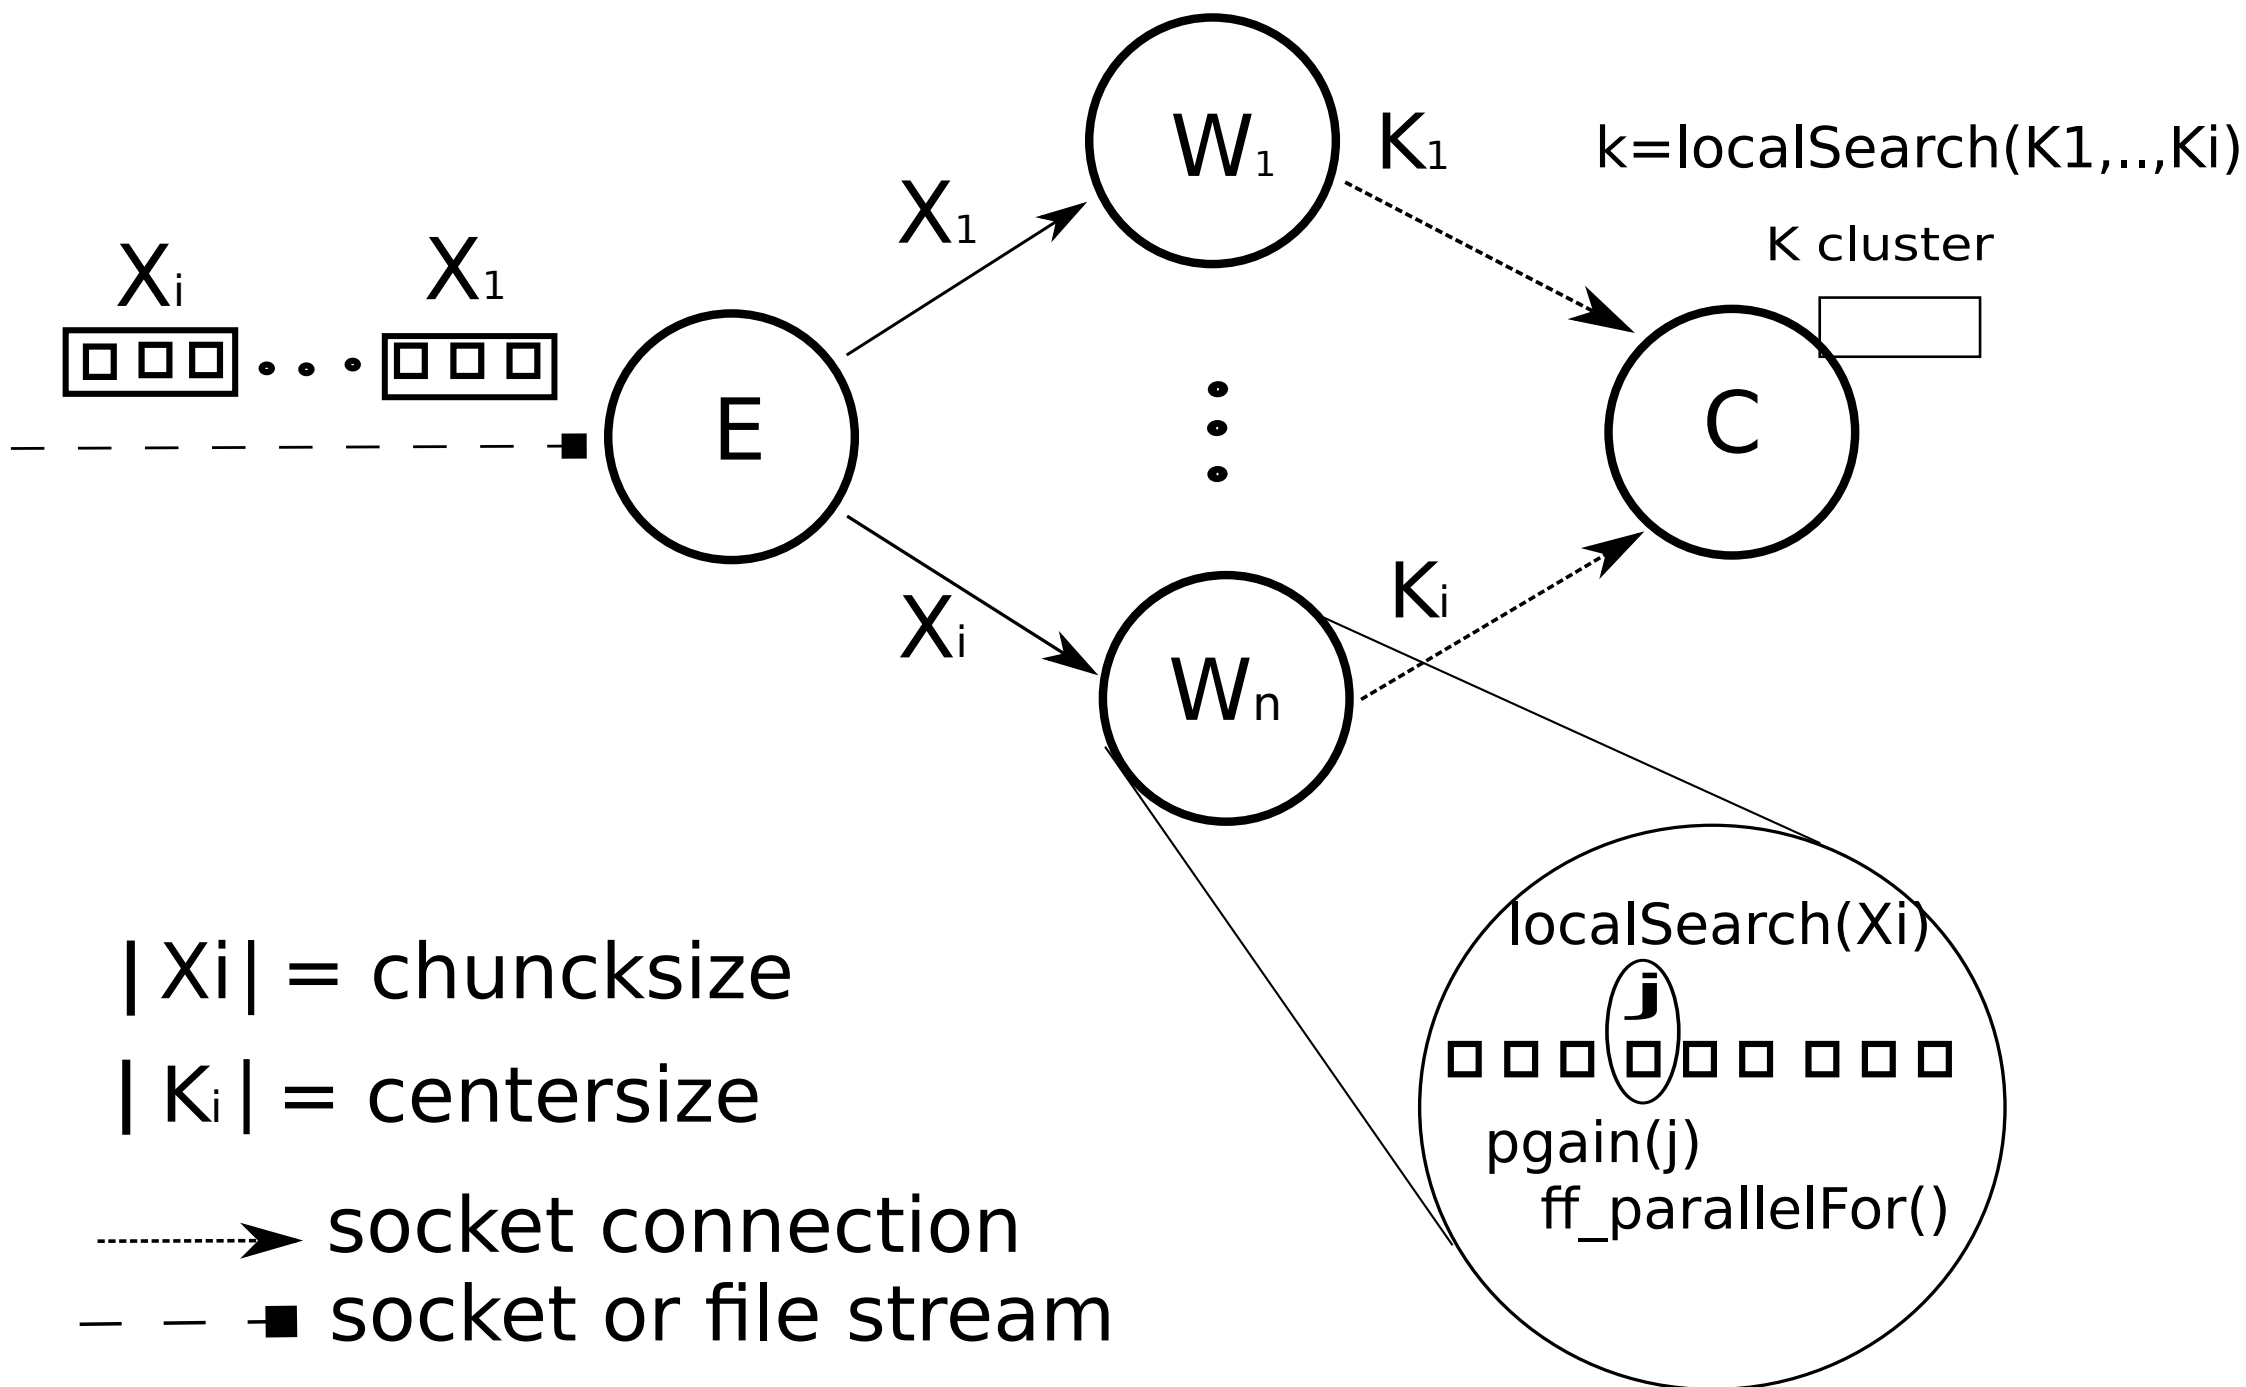 W1
K1
k=localSearch(K1,..,Ki)
X1
Xi
X1
K cluster
E
C
Xi
Ki
Wn
localSearch(Xi)
j
pgain(j)
ff_parallelFor()
|Xi| = chuncksize
|Ki| = centersize
socket connection
socket or file stream